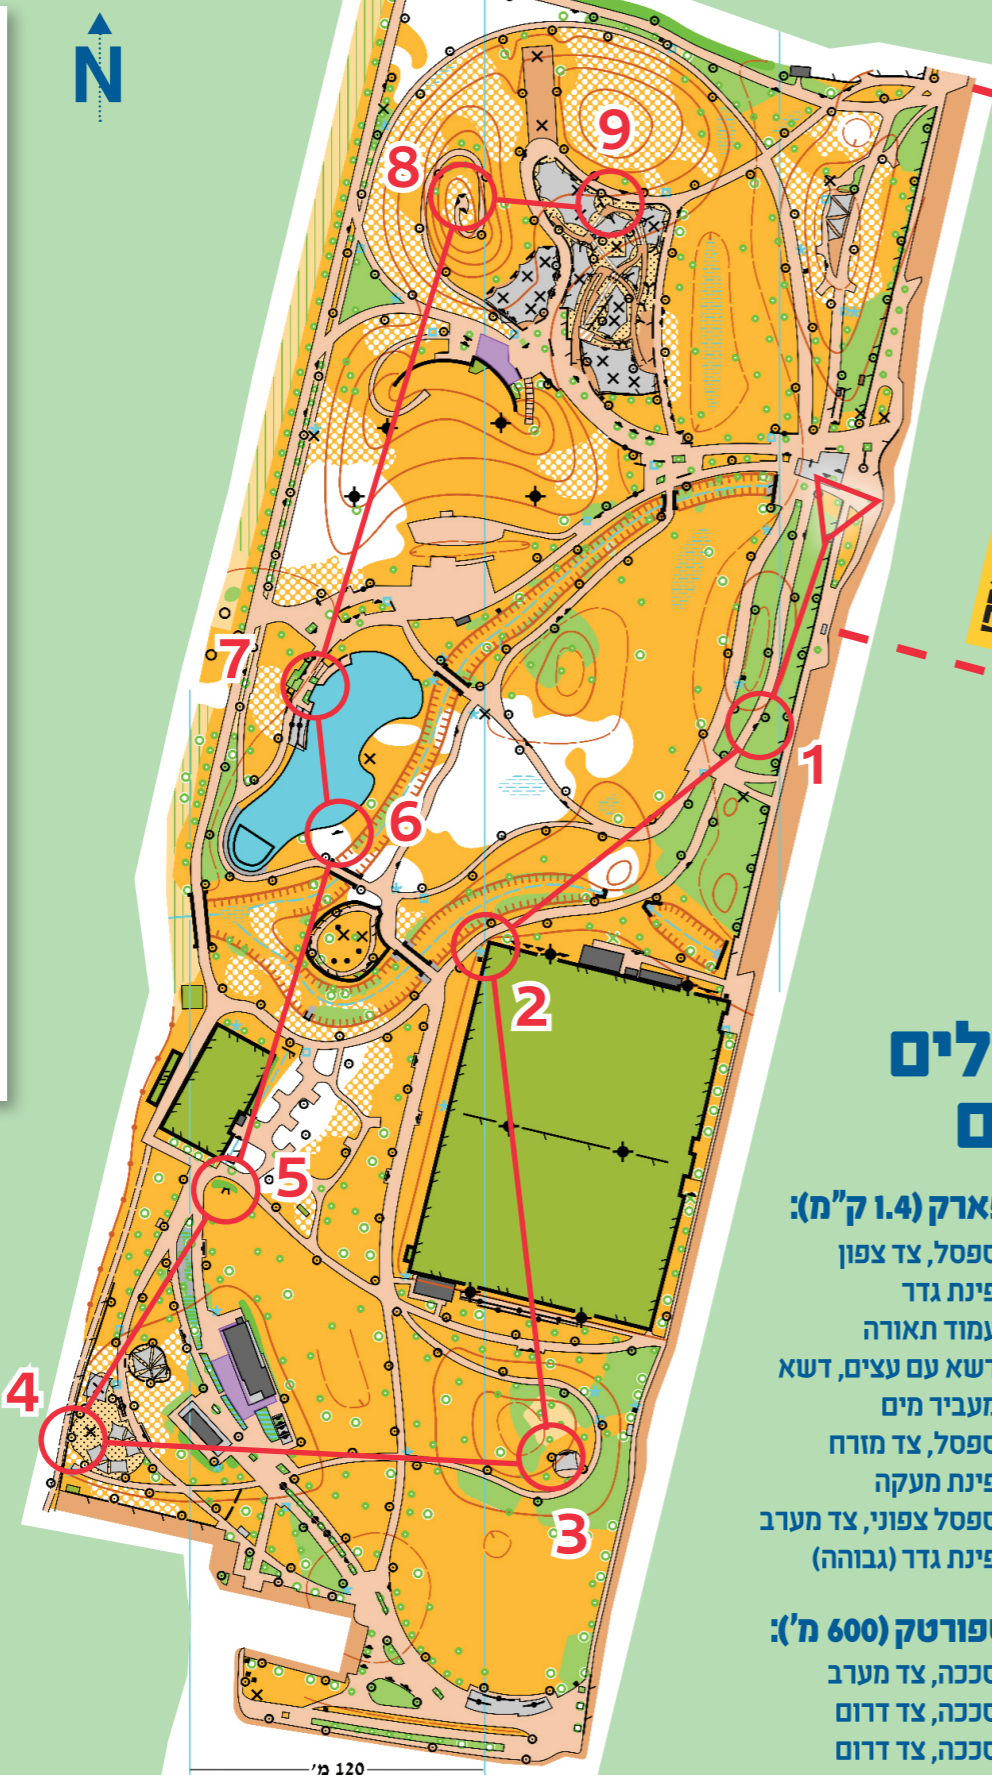 N
8
9
7
1
6
2
5
4
3
120 מ'
פארק (1.4 ק"מ):
ספסל, צד צפון
פינת גדר
עמוד תאורה
דשא עם עצים, דשא
מעביר מים
ספסל, צד מזרח
פינת מעקה
ספסל צפוני, צד מערב
פינת גדר (גבוהה)
ספורטק (600 מ'):
סככה, צד מערב
סככה, צד דרום
סככה, צד דרום